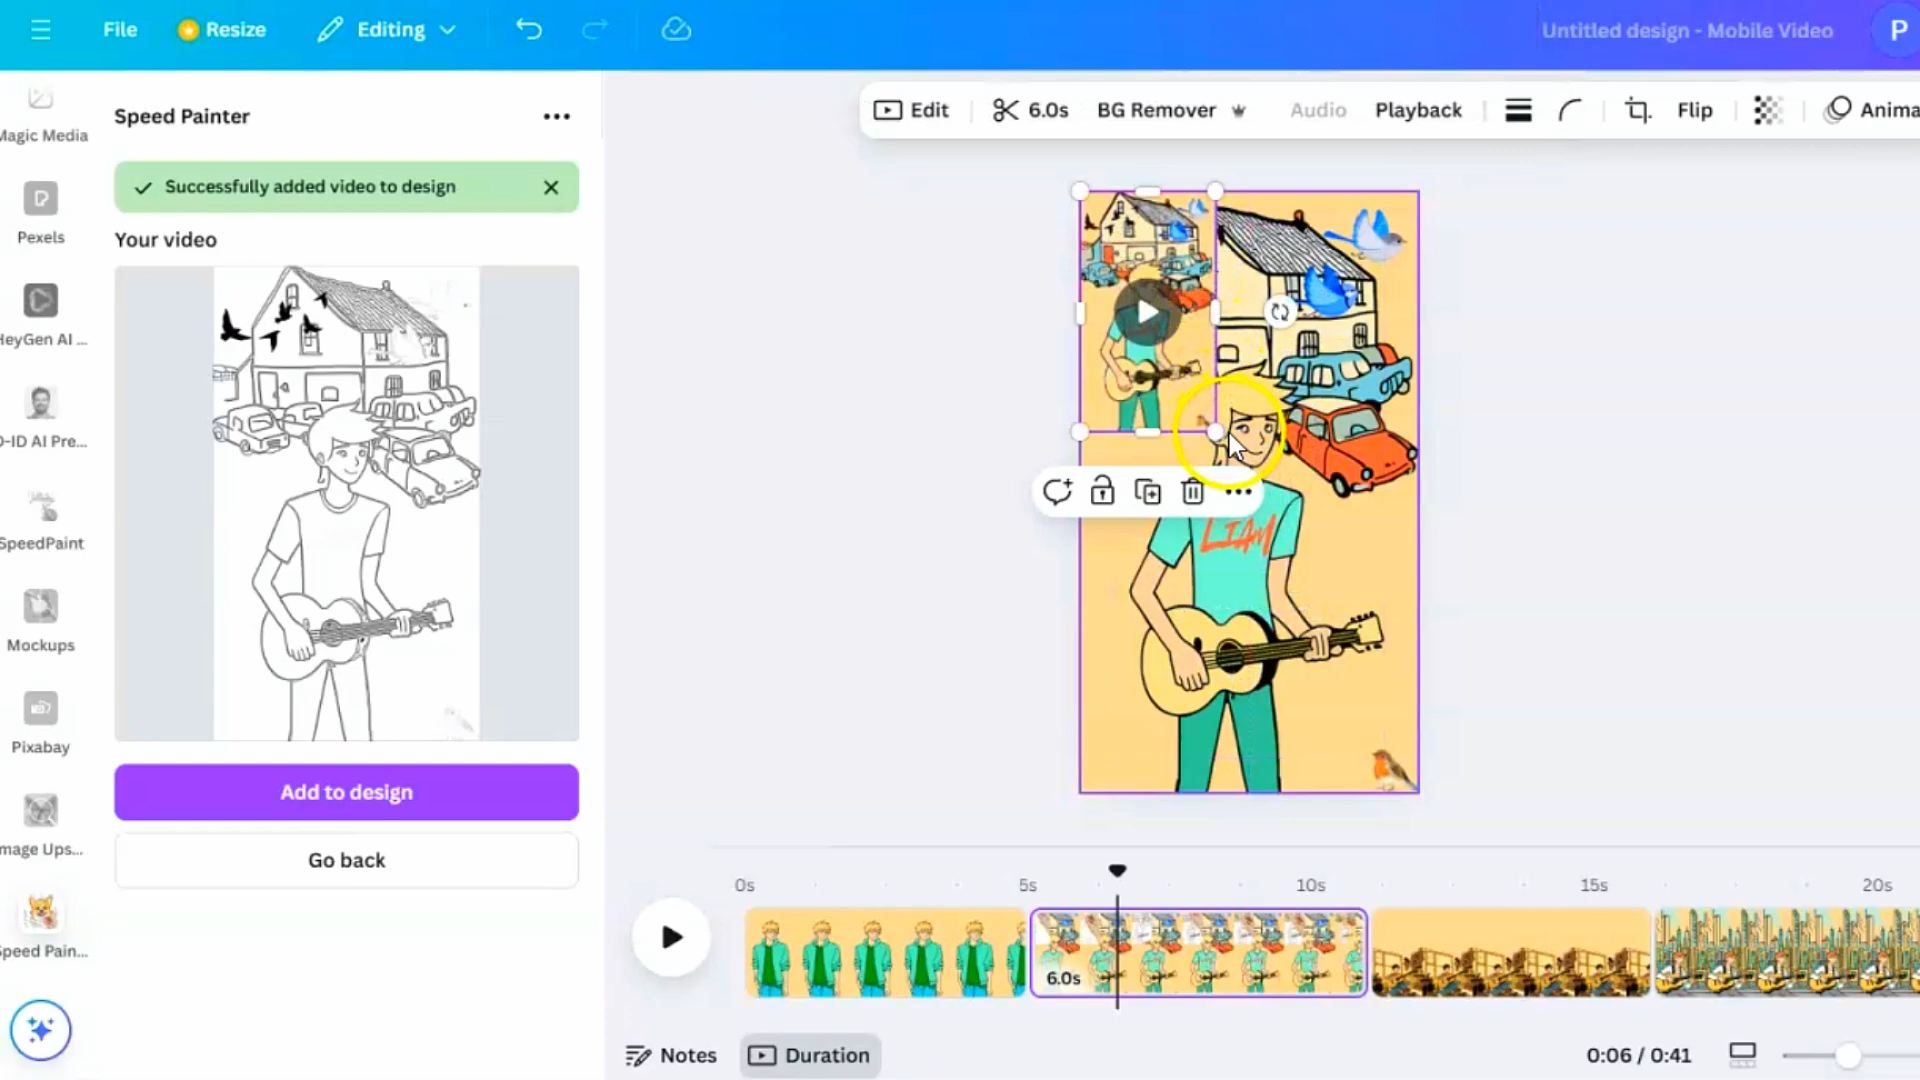 File
Resize
Editing
Untitled design - Mobile Video
P
Magic Media
Pexels
HeyGen AI ...
D-ID AI Pre...
SpeedPaint
Mockups
Pixabay
Image Ups...
Speed Pain...
Speed Painter
Successfully added video to design
Your video
Add to design
Go back
Edit
6.0s
BG Remover
Audio
Playback
Flip
Anima
LIAM
0s
5s
10s
15s
20s
6.0s
Notes
Duration
0:06 / 0:41